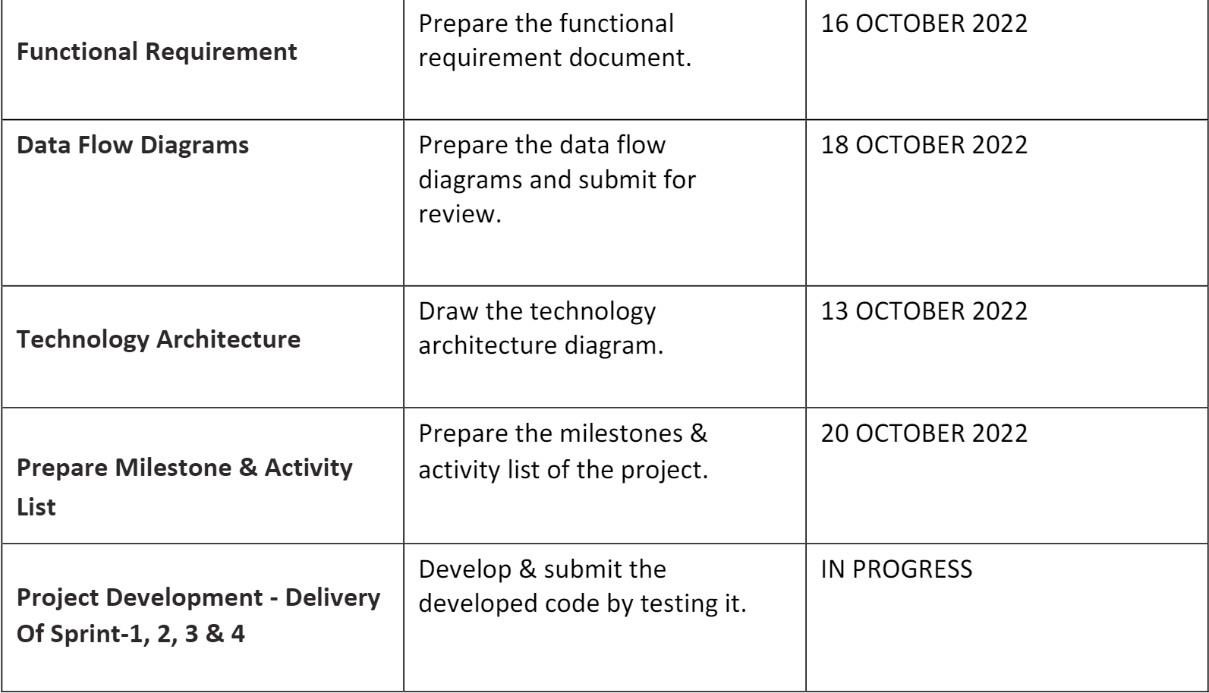 Functional Requirement
Prepare the functional
requirement document.
16 OCTOBER 2022
Data Flow Diagrams
Prepare the data flow
diagrams and submit for
review.
18 OCTOBER 2022
Technology Architecture
Draw the technology
architecture diagram.
13 OCTOBER 2022
Prepare Milestone & Activity
List
Prepare the milestones &
activity list of the project.
20 OCTOBER 2022
Project Development - Delivery
Of Sprint-1, 2, 3 & 4
Develop & submit the
developed code by testing it.
IN PROGRESS